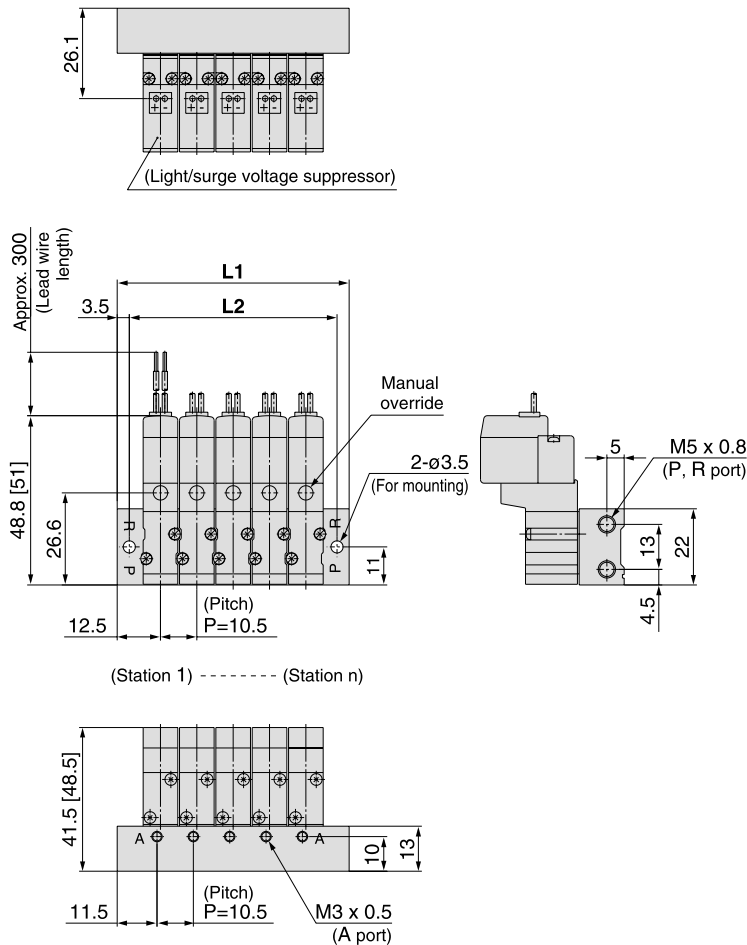 26.1
+ - + - + - + - + -
(Light/surge voltage suppressor)
Approx. 300
(Lead wire
length)
L1
3.5
L2
Manual
override
2-ø3.5
(For mounting)
5
M5 x 0.8
(P, R port)
48.8 [51]
26.6
R
P
R
P
11
13
22
4.5
(Pitch)
12.5
P=10.5
(Station 1) - - - - - - - - (Station n)
41.5 [48.5]
A
A
10
13
(Pitch)
11.5
P=10.5
M3 x 0.5
(A port)